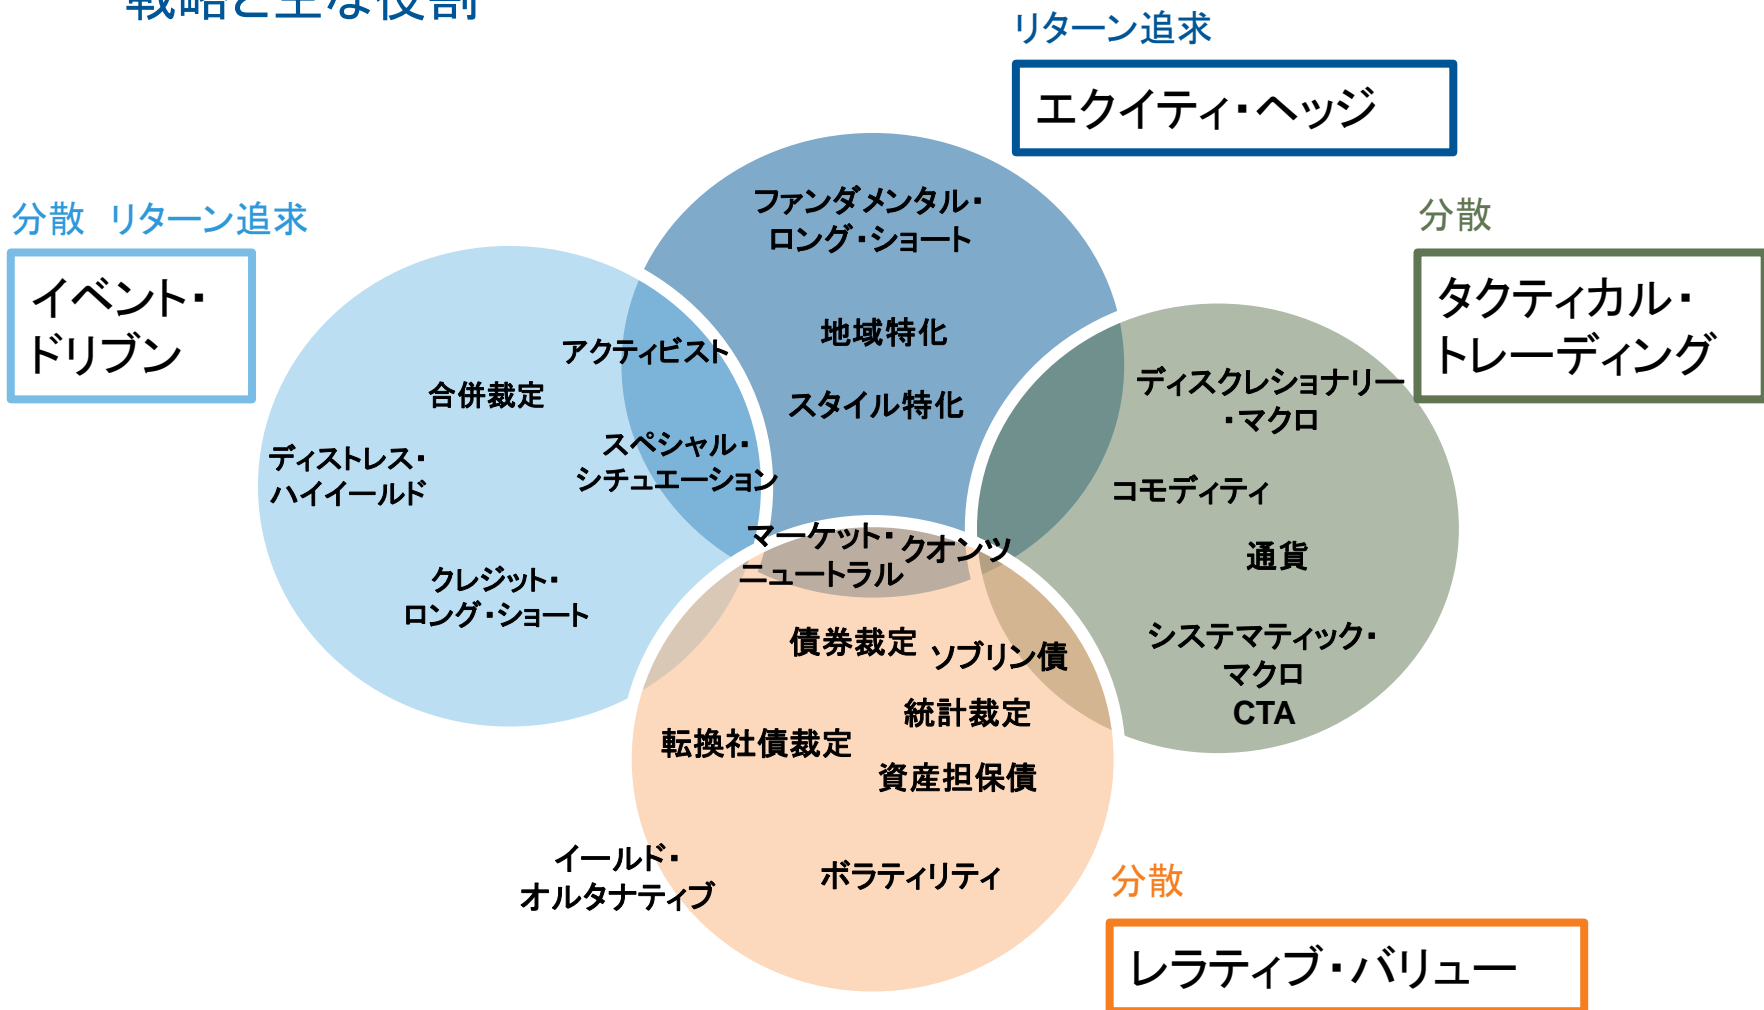 戦略と主な役割
リターン追求
エクイティ・ヘッジ
分散 リターン追求
イベント・
ドリブン
分散
タクティカル・
トレーディング
ファンダメンタル・
ロング・ショート
地域特化
スタイル特化
アクティビスト
合併裁定
スペシャル・
シチュエーション
ディストレス・
ハイイールド
クレジット・
ロング・ショート
ディスクレショナリー
・マクロ
コモディティ
通貨
システマティック・
マクロ
CTA
マーケット・
ニュートラル
クオンツ
債券裁定
ソブリン債
統計裁定
転換社債裁定
資産担保債
イールド・
オルタナティブ
ボラティリティ
分散
レラティブ・バリュー